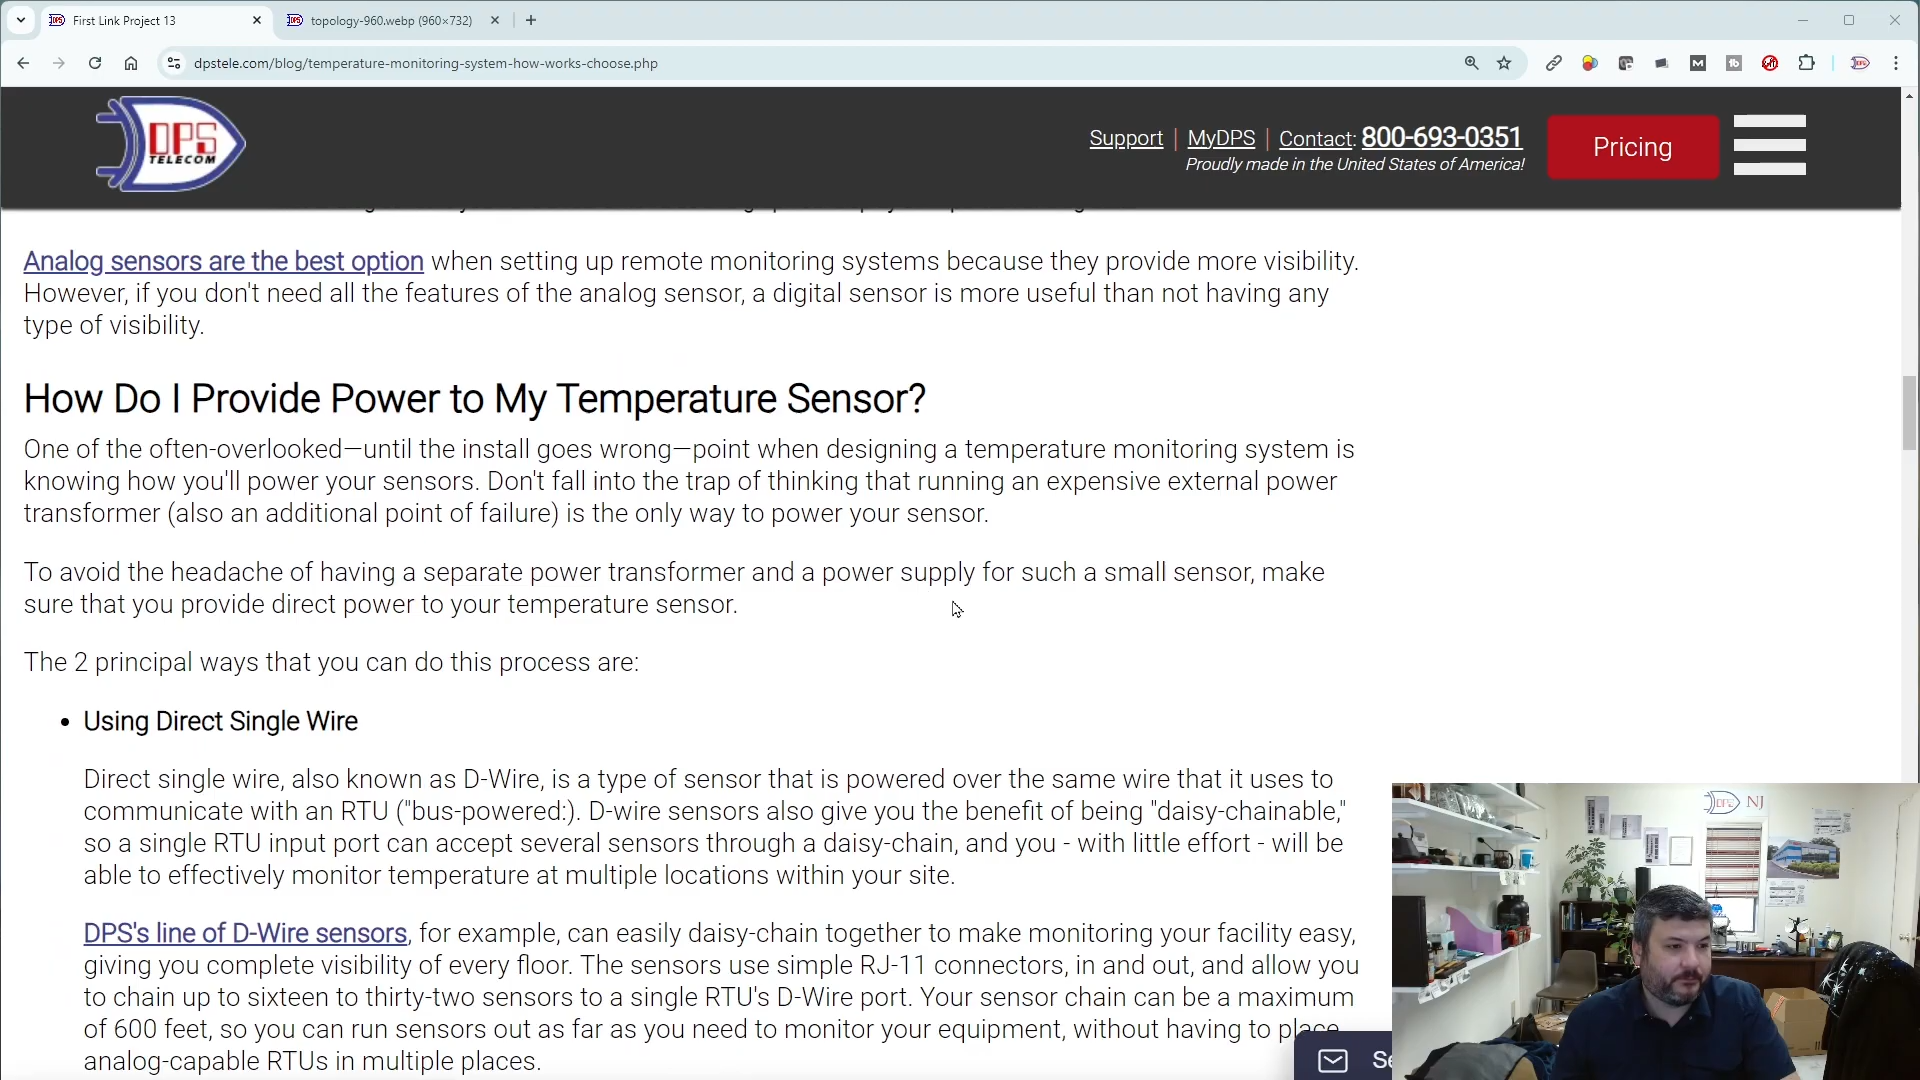 First Link Project 13
topology-960.webp (960×732)
dpstele.com/blog/temperature-monitoring-system-how-works-choose.php
DPS
TELECOM
Support | MyDPS | Contact: 800-693-0351
Proudly made in the United States of America!
Pricing
Analog sensors are the best option when setting up remote monitoring systems because they provide more visibility.
However, if you don't need all the features of the analog sensor, a digital sensor is more useful than not having any
type of visibility.
How Do I Provide Power to My Temperature Sensor?
One of the often-overlooked—until the install goes wrong—point when designing a temperature monitoring system is
knowing how you'll power your sensors. Don't fall into the trap of thinking that running an expensive external power
transformer (also an additional point of failure) is the only way to power your sensor.
To avoid the headache of having a separate power transformer and a power supply for such a small sensor, make
sure that you provide direct power to your temperature sensor.
The 2 principal ways that you can do this process are:
• Using Direct Single Wire
Direct single wire, also known as D-Wire, is a type of sensor that is powered over the same wire that it uses to
communicate with an RTU ("bus-powered:). D-wire sensors also give you the benefit of being "daisy-chainable,"
so a single RTU input port can accept several sensors through a daisy-chain, and you - with little effort - will be
able to effectively monitor temperature at multiple locations within your site.
DPS's line of D-Wire sensors, for example, can easily daisy-chain together to make monitoring your facility easy,
giving you complete visibility of every floor. The sensors use simple RJ-11 connectors, in and out, and allow you
to chain up to sixteen to thirty-two sensors to a single RTU's D-Wire port. Your sensor chain can be a maximum
of 600 feet, so you can run sensors out as far as you need to monitor your equipment, without having to place
analog-capable RTUs in multiple places.
DPS NJ